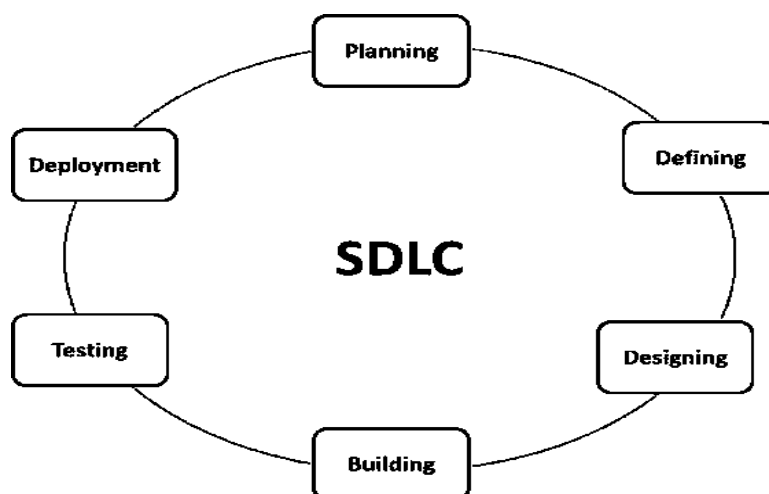 Planning
Deployment
Defining
SDLC
Testing
Designing
Building